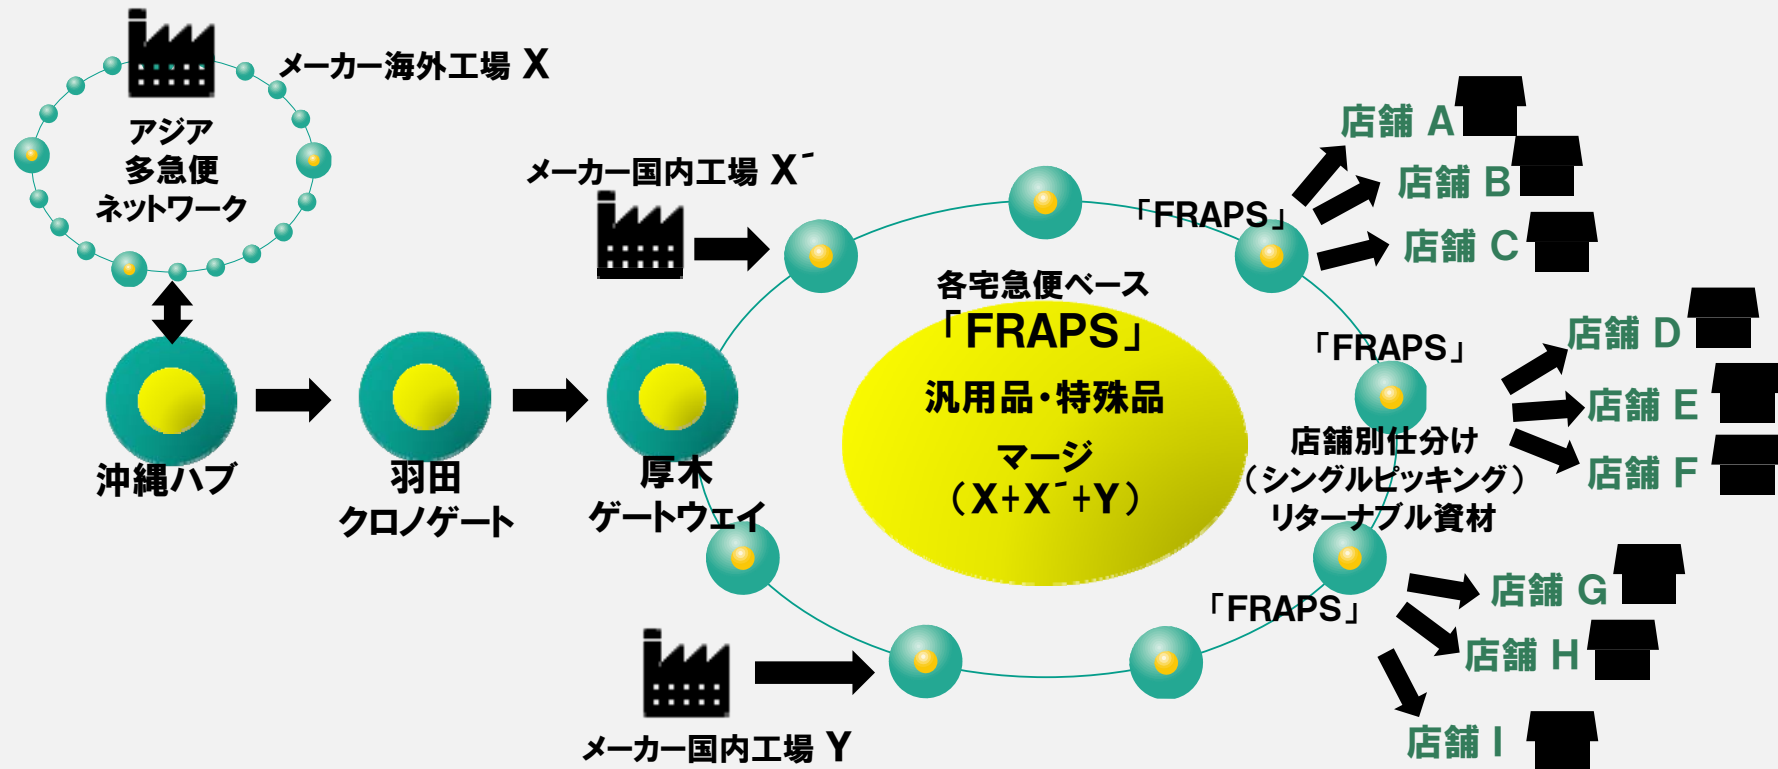 メーカー海外工場 X
アジア
多急便
ネットワーク
メーカー国内工場 X´
沖縄ハブ
羽田
クロノゲート
厚木
ゲートウェイ
各宅急便ベース
「FRAPS」
汎用品・特殊品
マージ
（X+X´+Y）
メーカー国内工場 Y
「FRAPS」
店舗 A
店舗 B
店舗 C
「FRAPS」
店舗 D
店舗 E
店舗 F
店舗別仕分け
（シングルピッキング）
リターナブル資材
「FRAPS」
店舗 G
店舗 H
店舗 I